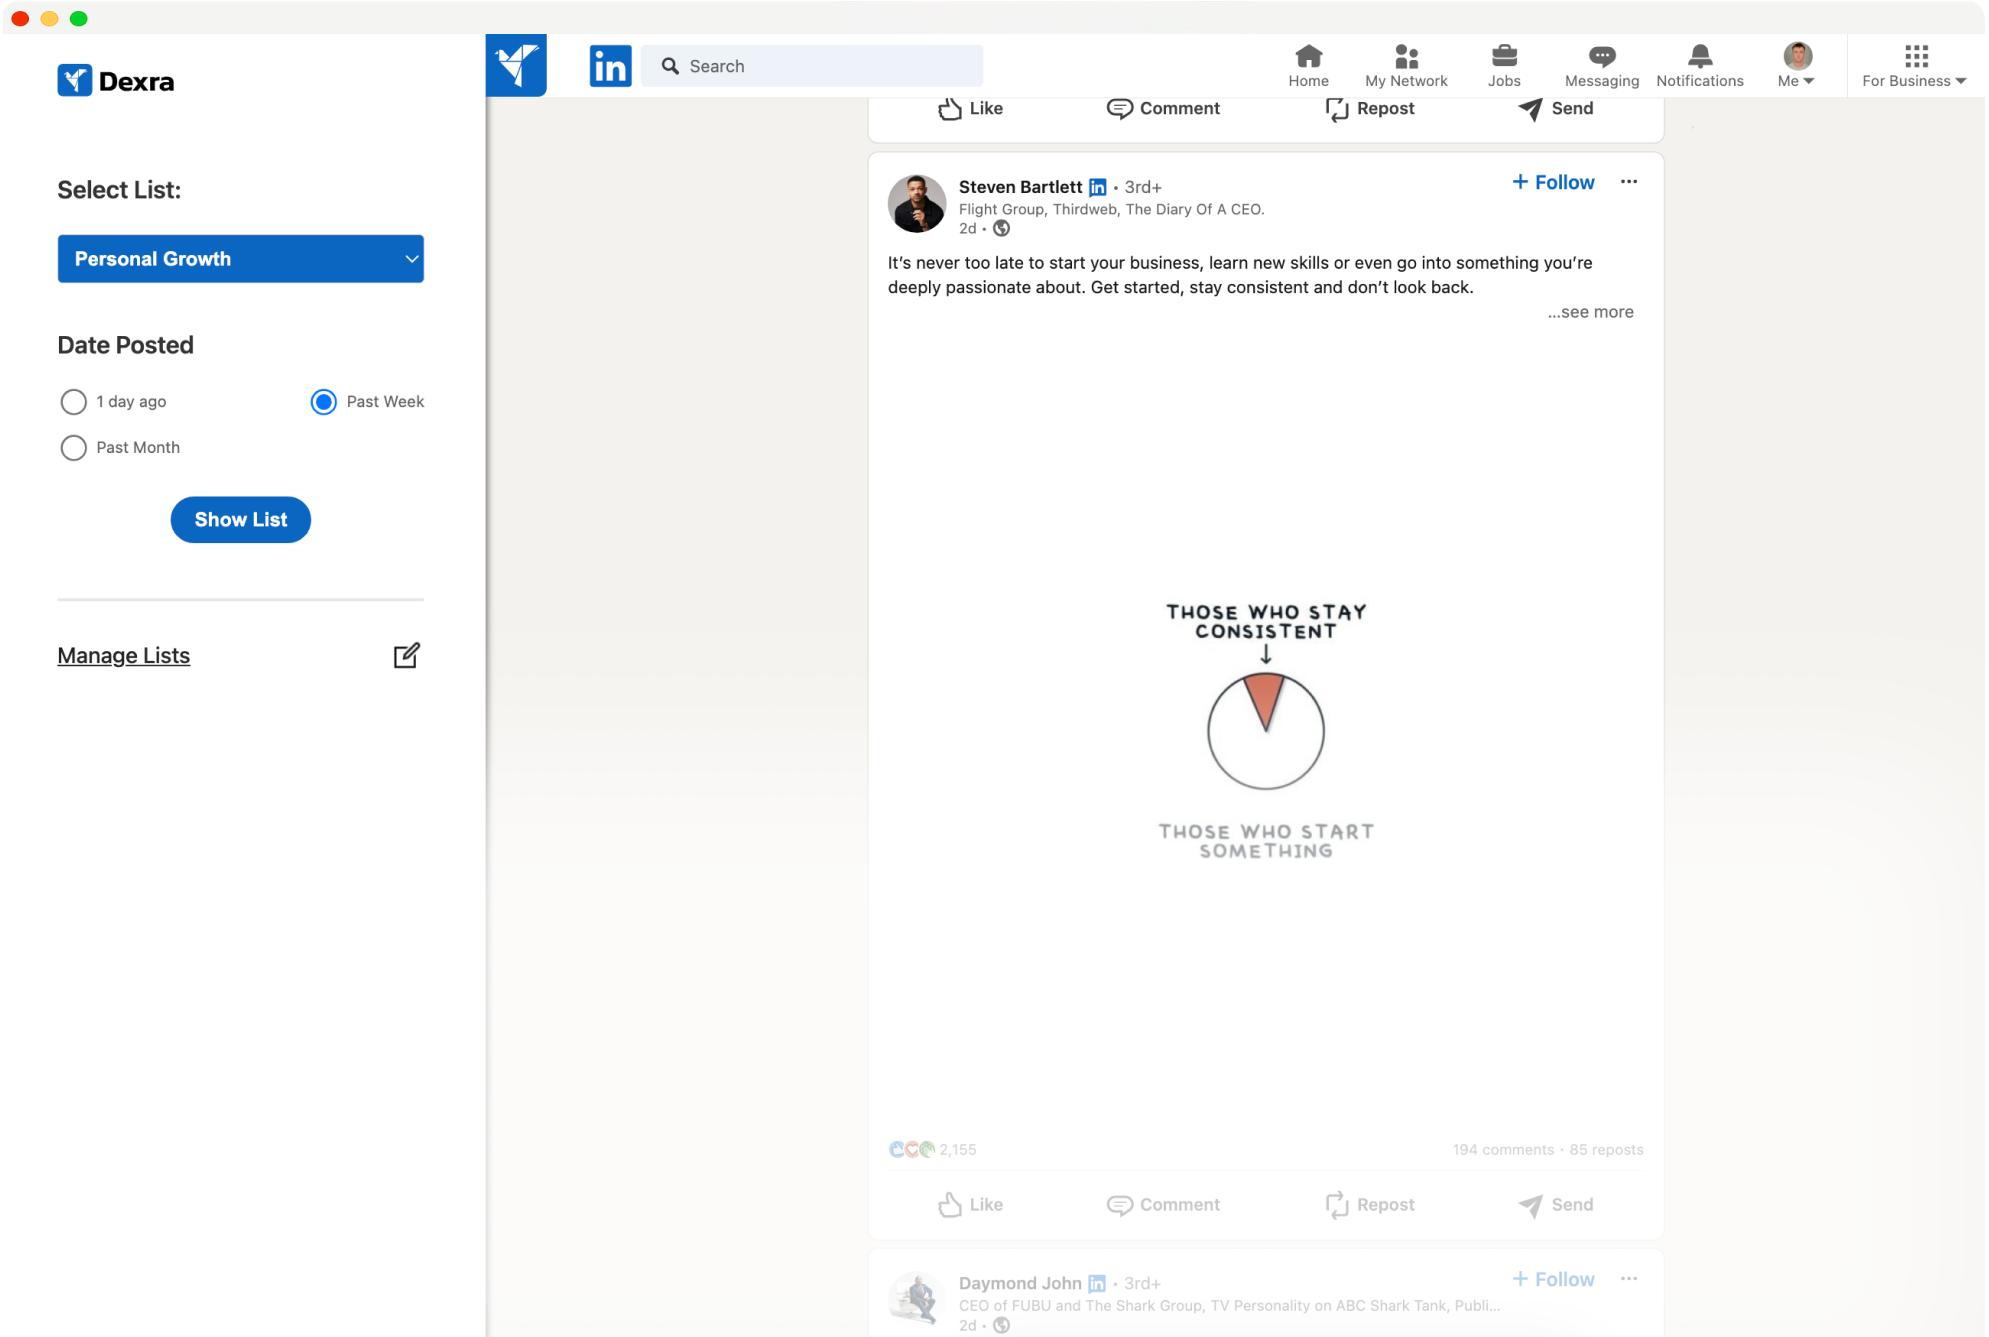 Dexra
Select List:
Personal Growth
Date Posted
1 day ago
Past Week
Past Month
Show List
Manage Lists
in
Search
Home
My Network
Jobs
Messaging
Notifications
Me
For Business
Like
Comment
Repost
Send
Steven Bartlett in • 3rd+
+ Follow
Flight Group, Thirdweb, The Diary Of A CEO.
2d •
It’s never too late to start your business, learn new skills or even go into something you’re
deeply passionate about. Get started, stay consistent and don’t look back.
...see more
THOSE WHO STAY
CONSISTENT
THOSE WHO START
SOMETHING
2,155
194 comments • 85 reposts
Like
Comment
Repost
Send
Daymond John in • 3rd+
+ Follow
CEO of FUBU and The Shark Group, TV Personality on ABC Shark Tank, Publi...
2d •